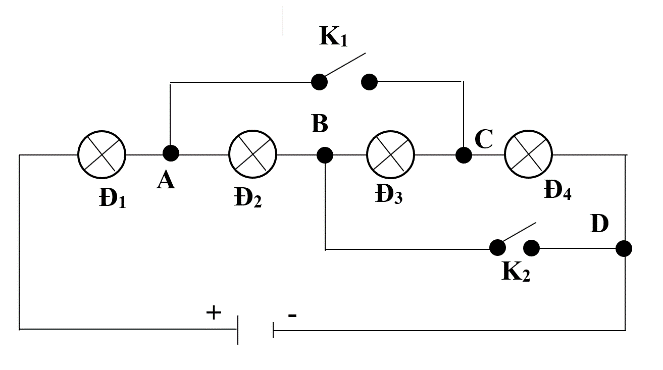 K₁
B
C
A
Đ₁
Đ₂
Đ₃
Đ₄
D
K₂
+
-